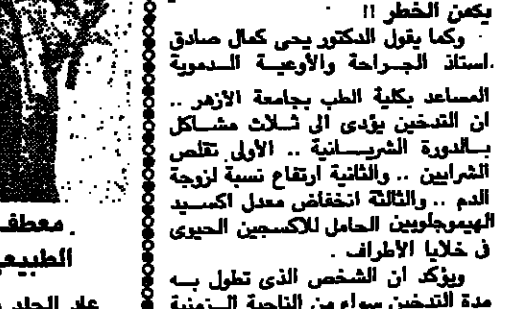 يكمن الخطر !!
وكما يقول الدكتور يحى كمال صادق
استاذ الجراحة والأوعية الدموية
المساعد بكلية الطب بجامعة الأزهر ..
ان التدخين يؤدى الى ثلاث مشاكل
بالدورة الشريانية .. الأولى تقلص
الشرايين .. والثانية ارتفاع نسبة لزوجة
الدم .. والثالثة انخفاض معدل اكسيد
الهيموجلوبين الحامل للاكسجين الحيوى
فى خلايا الأطراف .
ويؤكد ان الشخص الذى تطول به
مدة التدخين سواء من الناحية الزمنية
معطف
الطبيعى
على الجلد